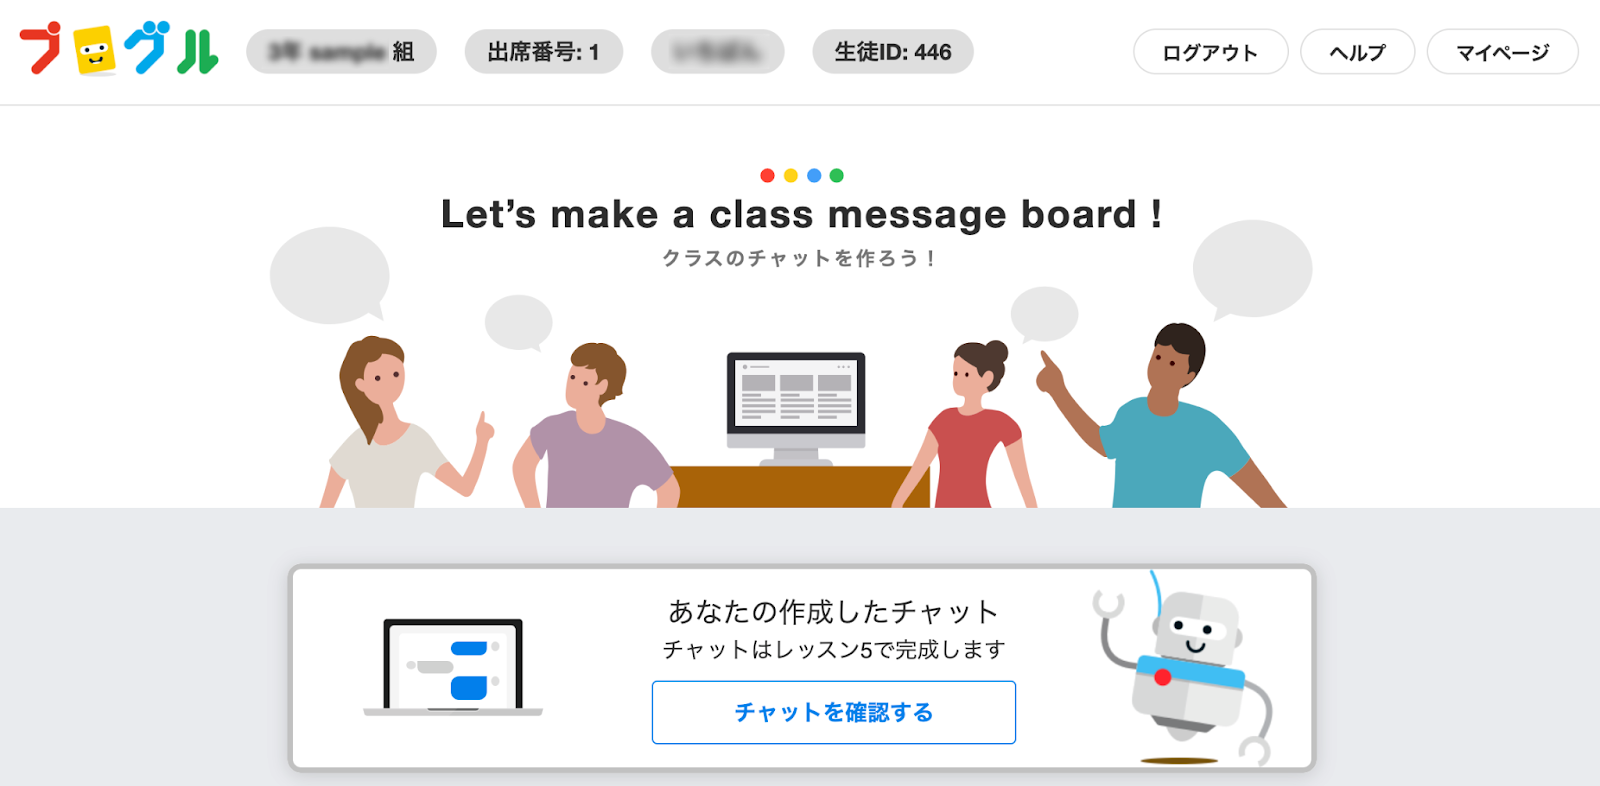 プログル
組
出席番号: 1
生徒ID: 446
ログアウト
ヘルプ
マイページ
Let's make a class message board !
クラスのチャットを作ろう！
あなたの作成したチャット
チャットはレッスン5で完成します
チャットを確認する